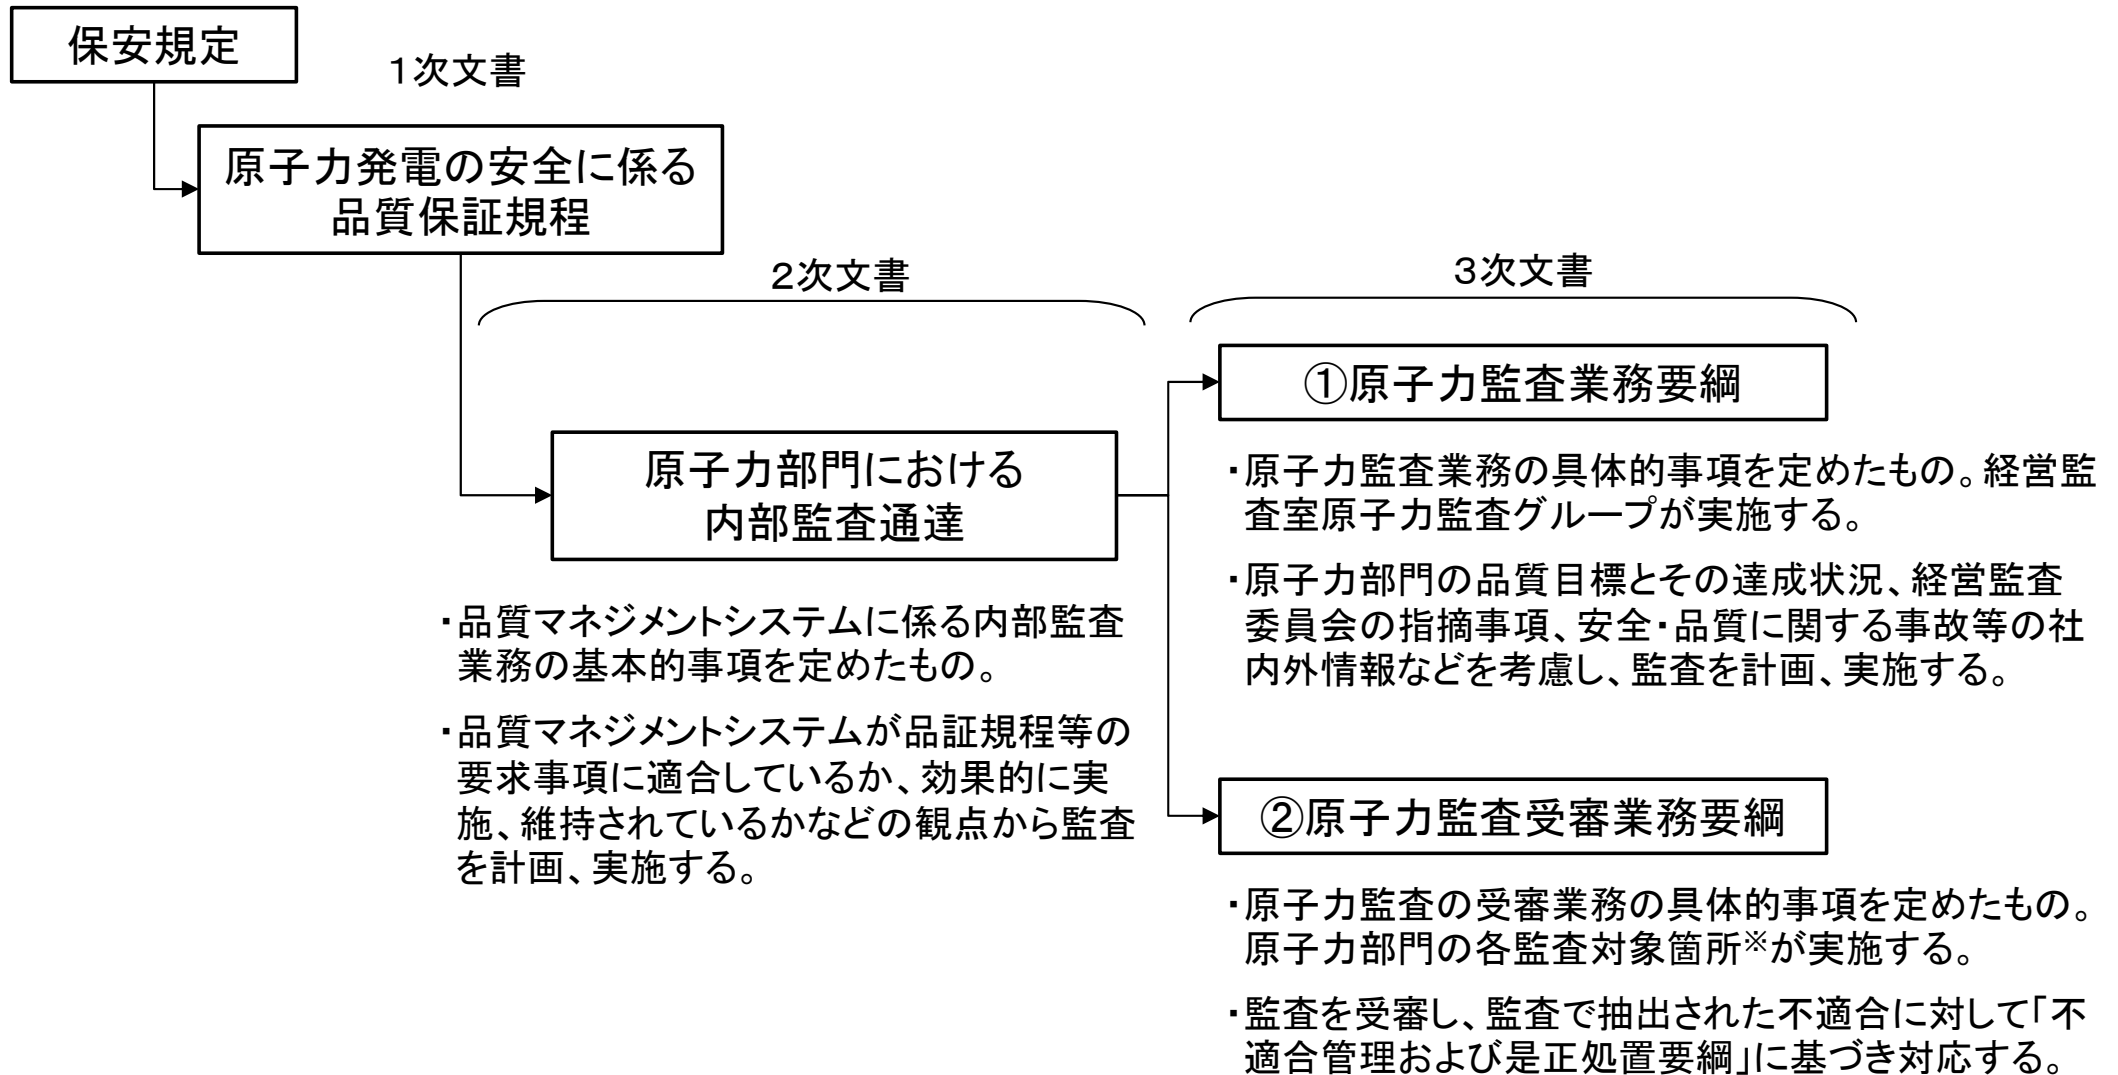 保安規定
１次文書
原子力発電の安全に係る
品質保証規程
２次文書
原子力部門における
内部監査通達
・品質マネジメントシステムに係る内部監査
業務の基本的事項を定めたもの。
・品質マネジメントシステムが品証規程等の
要求事項に適合しているか、効果的に実
施、維持されているかなどの観点から監査
を計画、実施する。
３次文書
①原子力監査業務要綱
・原子力監査業務の具体的事項を定めたもの。経営監
査室原子力監査グループが実施する。
・原子力部門の品質目標とその達成状況、経営監査
委員会の指摘事項、安全・品質に関する事故等の社
内外情報などを考慮し、監査を計画、実施する。
②原子力監査受審業務要綱
・原子力監査の受審業務の具体的事項を定めたもの。
原子力部門の各監査対象箇所※が実施する。
・監査を受審し、監査で抽出された不適合に対して「不
適合管理および是正処置要綱」に基づき対応する。